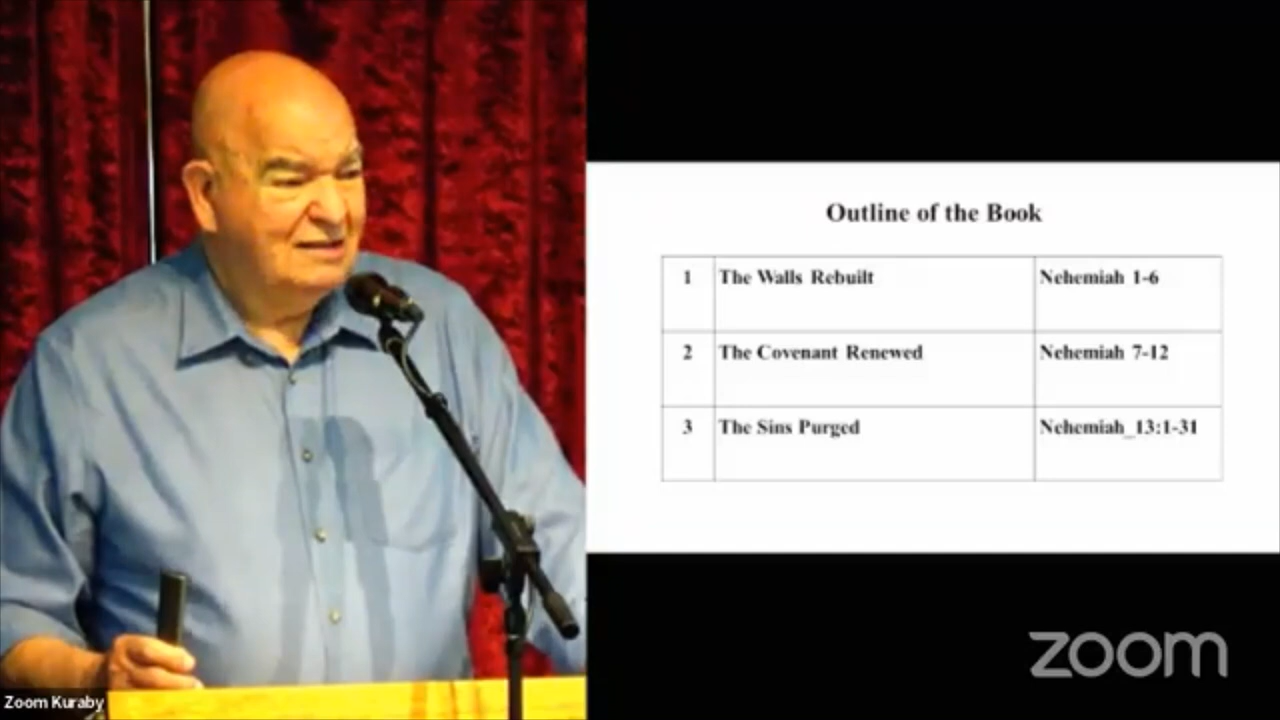 Outline of the Book
1 The Walls Rebuilt Nehemiah 1-6
2 The Covenant Renewed Nehemiah 7-12
3 The Sins Purged Nehemiah_13:1-31
zoom
Zoom Kuraby